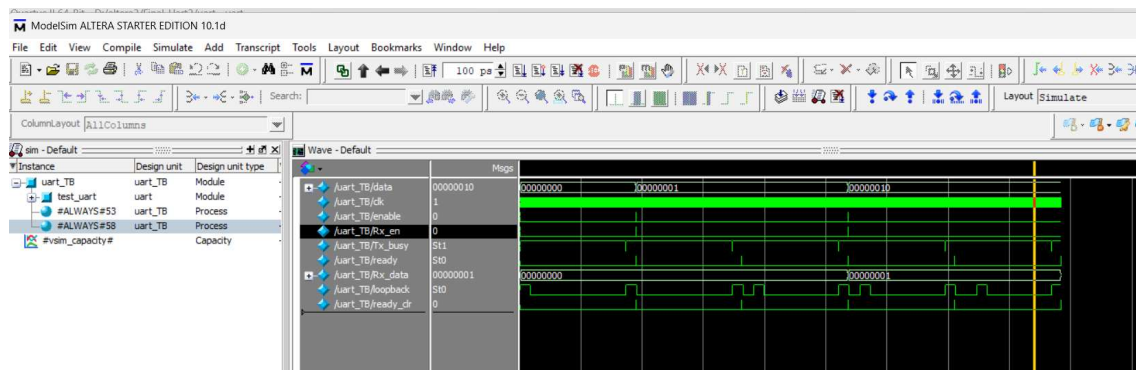 ModelSim ALTERA STARTER EDITION 10.1d
File Edit View Compile Simulate Add Transcript Tools Layout Bookmarks Window Help
100 ps
Search:
Layout Simulate
ColumnLayout AllColumns
sim - Default
Instance Design unit Design unit type
uart_TB uart_TB Module
test_uart uart Module
#ALWAYS#53 uart_TB Process
#ALWAYS#58 uart_TB Process
#vsim_capacity# Capacity
Wave - Default
Msgs
/uart_TB/data 00000010 00000000 00000001 00000010
/uart_TB/clk 1
/uart_TB/enable 0
/uart_TB/Rx_en 0
/uart_TB/Tx_busy St1
/uart_TB/ready St0
/uart_TB/Rx_data 00000001 00000000 00000001
/uart_TB/loopback St0
/uart_TB/ready_clr 0